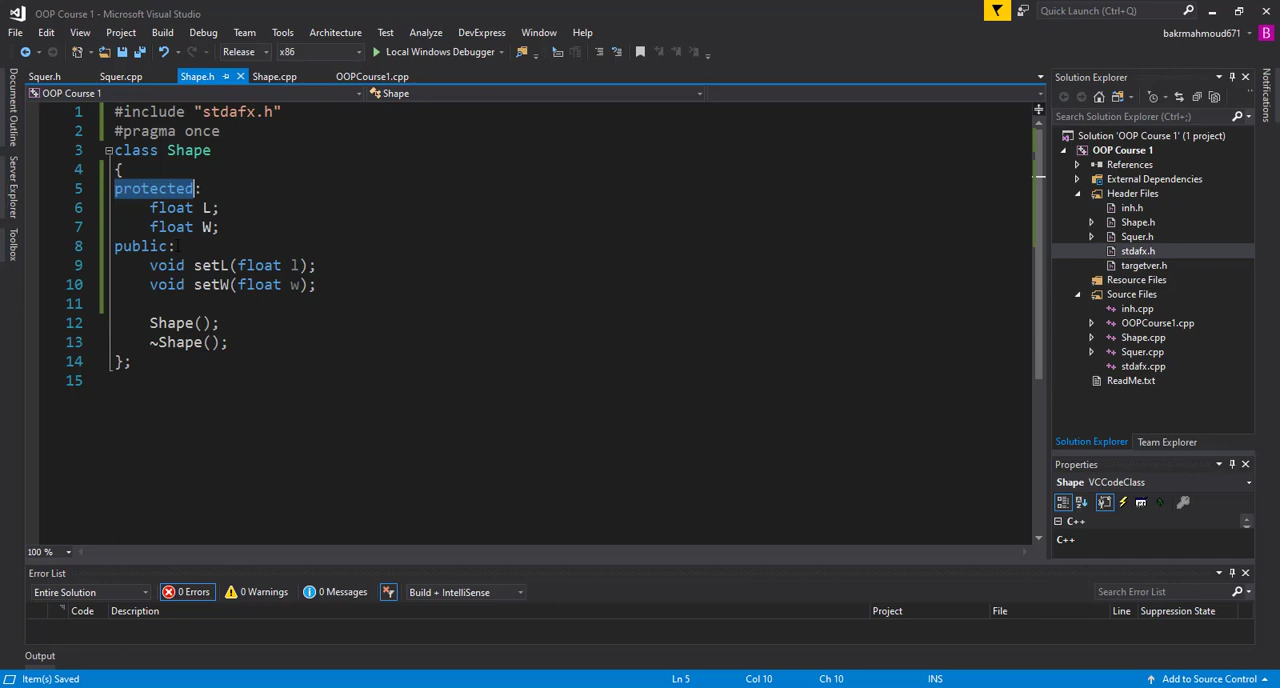 OOP Course 1 - Microsoft Visual Studio
Quick Launch (Ctrl+Q)
File Edit View Project Build Debug Team Tools Architecture Test Analyze DevExpress Window Help
bakrmahmoud671
B
Release x86 Local Windows Debugger
Document Outline
Server Explorer
Toolbox
Squer.h Squer.cpp Shape.h Shape.cpp OOPCourse1.cpp
OOP Course 1 Shape
1 #include "stdafx.h"
2 #pragma once
3 class Shape
4 {
5 protected:
6 float L;
7 float W;
8 public:
9 void setL(float l);
10 void setW(float w);
11
12 Shape();
13 ~Shape();
14 };
15
100 %
Solution Explorer
Search Solution Explorer (Ctrl+;)
Solution 'OOP Course 1' (1 project)
OOP Course 1
References
External Dependencies
Header Files
inh.h
Shape.h
Squer.h
stdafx.h
targetver.h
Resource Files
Source Files
inh.cpp
OOPCourse1.cpp
Shape.cpp
Squer.cpp
stdafx.cpp
ReadMe.txt
Solution Explorer Team Explorer
Properties
Shape VCCodeClass
C++
C++
Notifications
Error List
Entire Solution 0 Errors 0 Warnings 0 Messages Build + IntelliSense Search Error List
Code Description Project File Line Suppression State
Output
Item(s) Saved Ln 5 Col 10 Ch 10 INS Add to Source Control